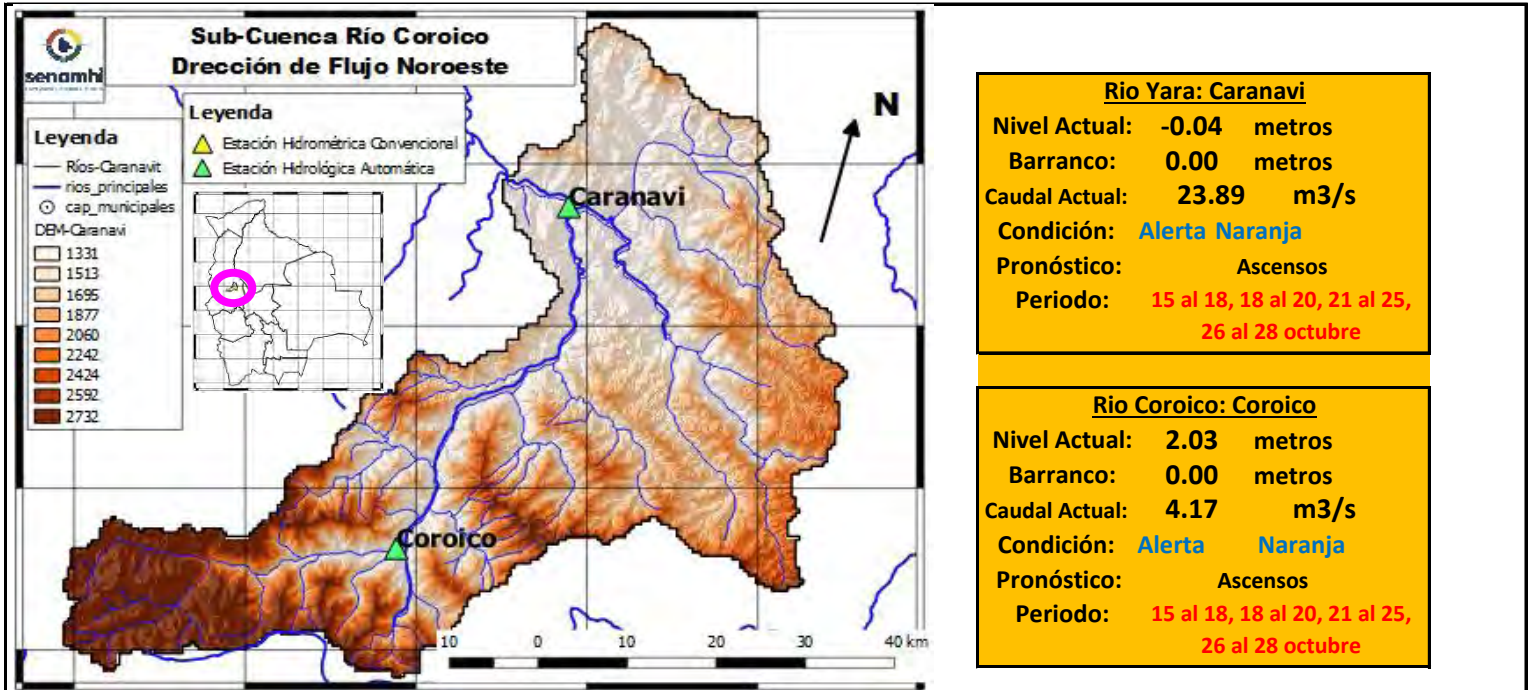 senamhi
Sub-Cuenca Río Coroico
Drección de Flujo Noroeste
Leyenda
Estación Hidrométrica Convencional
Estación Hidrológica Automática
Leyenda
Ríos-Caranavit
rios_principales
cap_municipales
DEM-Caranavi
1331
1513
1695
1877
2060
2242
2424
2592
2732
N
Caranavi
Coroico
10 0 10 20 30 40 km
Rio Yara: Caranavi
Nivel Actual: -0.04 metros
Barranco: 0.00 metros
Caudal Actual: 23.89 m3/s
Condición: Alerta Naranja
Pronóstico: Ascensos
Periodo: 15 al 18, 18 al 20, 21 al 25,
26 al 28 octubre
Rio Coroico: Coroico
Nivel Actual: 2.03 metros
Barranco: 0.00 metros
Caudal Actual: 4.17 m3/s
Condición: Alerta Naranja
Pronóstico: Ascensos
Periodo: 15 al 18, 18 al 20, 21 al 25,
26 al 28 octubre